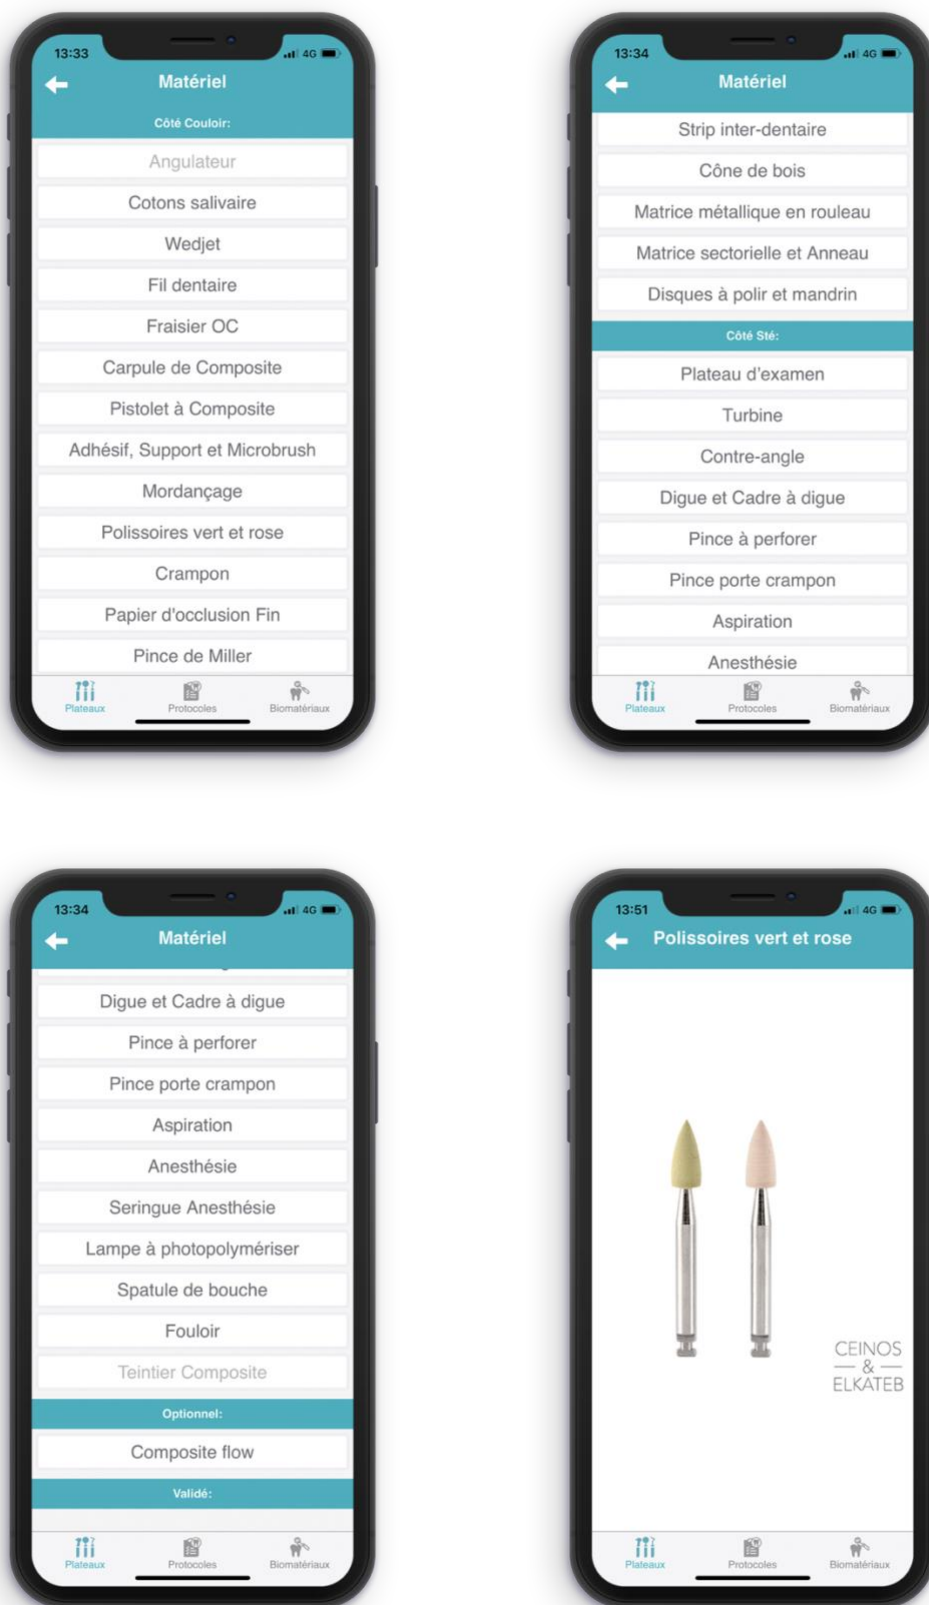 13:33
4G
Matériel
Côté Couloir:
Angulateur
Cotons salivaire
Wedjet
Fil dentaire
Fraisier OC
Carpule de Composite
Pistolet à Composite
Adhésif, Support et Microbrush
Mordançage
Polissoires vert et rose
Crampon
Papier d'occlusion Fin
Pince de Miller
Plateaux
Protocoles
Biomatériaux
13:34
4G
Matériel
Strip inter-dentaire
Cône de bois
Matrice métallique en rouleau
Matrice sectorielle et Anneau
Disques à polir et mandrin
Côté Sté:
Plateau d'examen
Turbine
Contre-angle
Digue et Cadre à digue
Pince à perforer
Pince porte crampon
Aspiration
Anesthésie
Plateaux
Protocoles
Biomatériaux
13:34
4G
Matériel
Digue et Cadre à digue
Pince à perforer
Pince porte crampon
Aspiration
Anesthésie
Seringue Anesthésie
Lampe à photopolymériser
Spatule de bouche
Fouloir
Teintier Composite
Optionnel:
Composite flow
Validé:
Plateaux
Protocoles
Biomatériaux
13:51
4G
Polissoires vert et rose
CEINOS
&
ELKATEB
Plateaux
Protocoles
Biomatériaux